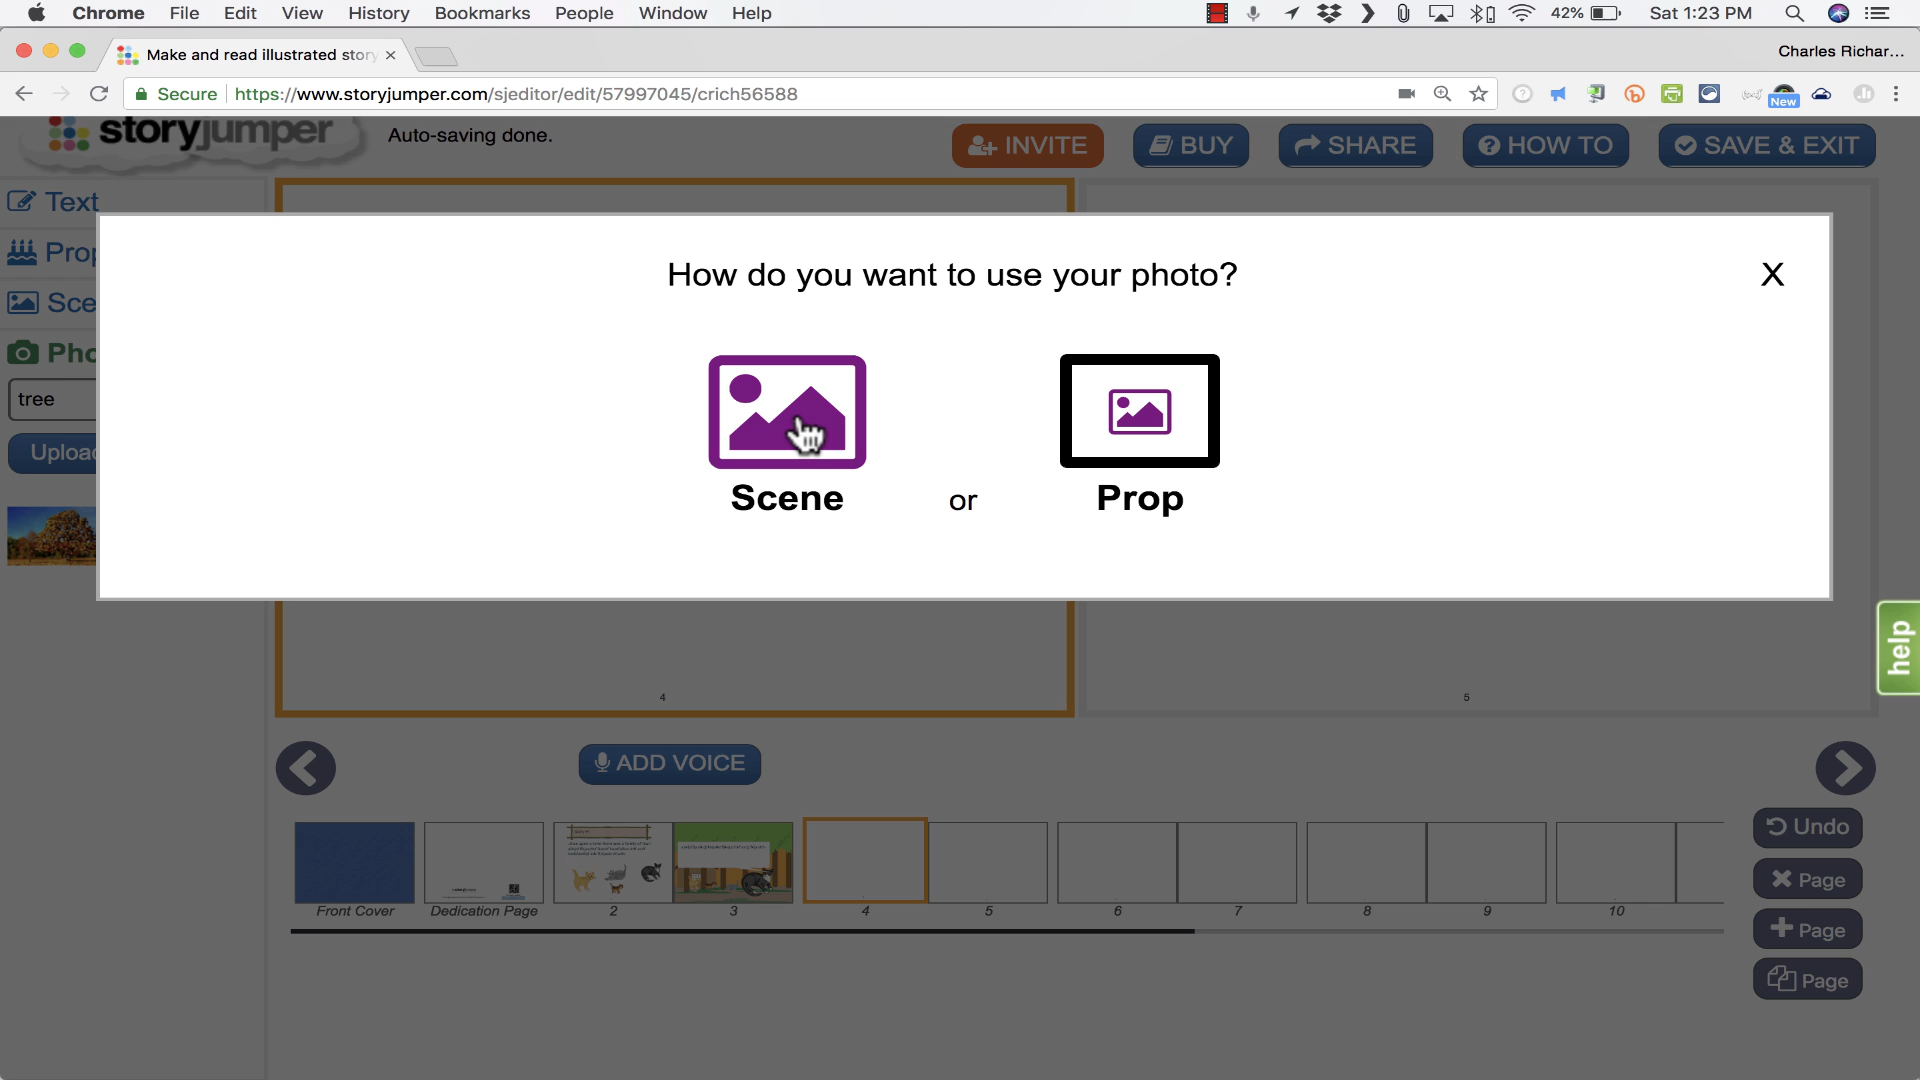 Chrome File Edit View History Bookmarks People Window Help 42% Sat 1:23 PM
Make and read illustrated story Charles Richar...
Secure https://www.storyjumper.com/sjeditor/edit/57997045/crich56588 New
storyjumper Auto-saving done. INVITE BUY SHARE HOW TO SAVE & EXIT
Text
Prop
Sce
Pho
tree
Upload
How do you want to use your photo? X
Scene or Prop
help
4 5
ADD VOICE
Undo
Page
Page
Page
Front Cover Dedication Page 2 3 4 5 6 7 8 9 10